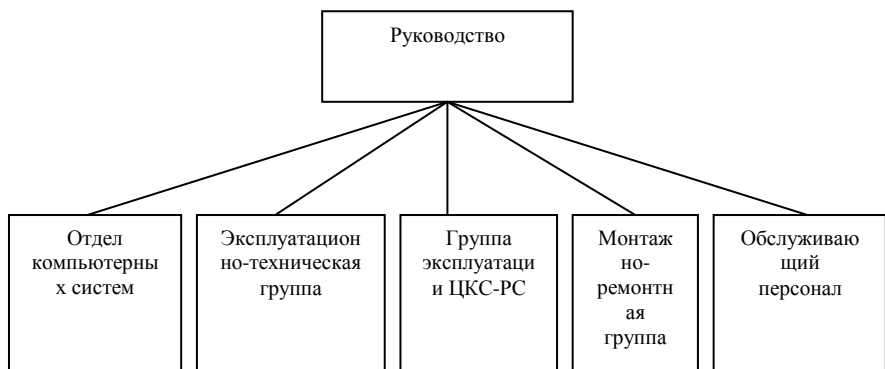 Руководство
Отдел
компьютерны
х систем
Эксплуатацион
но-техническая
группа
Группа
эксплуатаци
и ЦКС-РС
Монтаж
но-
ремонтн
ая
группа
Обслуживаю
щий
персонал